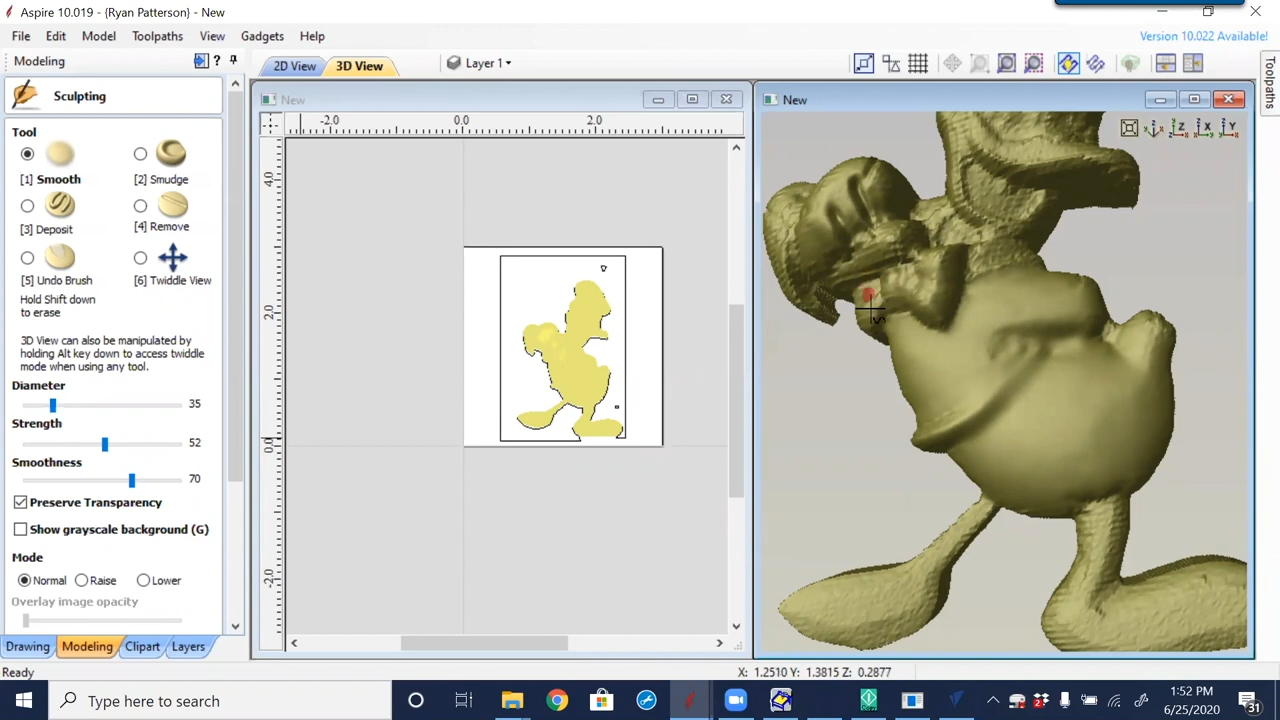 Aspire 10.019 - {Ryan Patterson} - New
File Edit Model Toolpaths View Gadgets Help
Version 10.022 Available!
Modeling
2D View 3D View Layer 1
Toolpaths
Sculpting
New
New
Tool
-2.0 0.0 2.0
[1] Smooth
[2] Smudge
[3] Deposit
[4] Remove
[5] Undo Brush
[6] Twiddle View
Hold Shift down
to erase
3D View can also be manipulated by
holding Alt key down to access twiddle
mode when using any tool.
Diameter
35
Strength
52
Smoothness
70
Preserve Transparency
Show grayscale background (G)
Mode
Normal Raise Lower
Overlay image opacity
4.0
2.0
0.0
-2.0
Z X Y
S
Drawing Modeling Clipart Layers
Ready
X: 1.2510 Y: 1.3815 Z: 0.2877
Type here to search
1:52 PM
6/25/2020
31